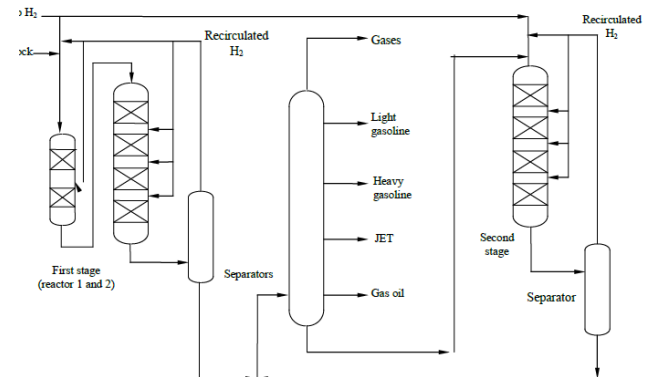 H₂
Recirculated
H₂
Gases
Light
gasoline
Heavy
gasoline
JET
Gas oil
First stage
(reactor 1 and 2)
Separators
Recirculated
H₂
Second
stage
Separator